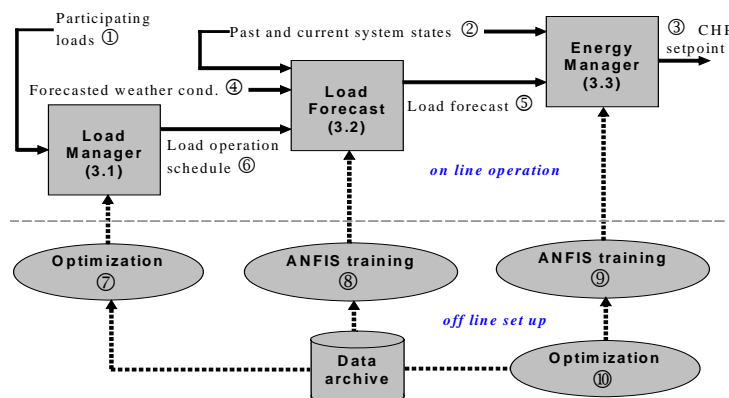 Participating
loads ①
Past and current system states ②
Energy
Manager
(3.3)
③ CHP
setpoint
Forecasted weather cond. ④
Load
Forecast
(3.2)
Load forecast ⑤
Load
Manager
(3.1)
Load operation
schedule ⑥
on line operation
Optimization
⑦
ANFIS training
⑧
ANFIS training
⑨
off line set up
Data
archive
Optimization
⑩